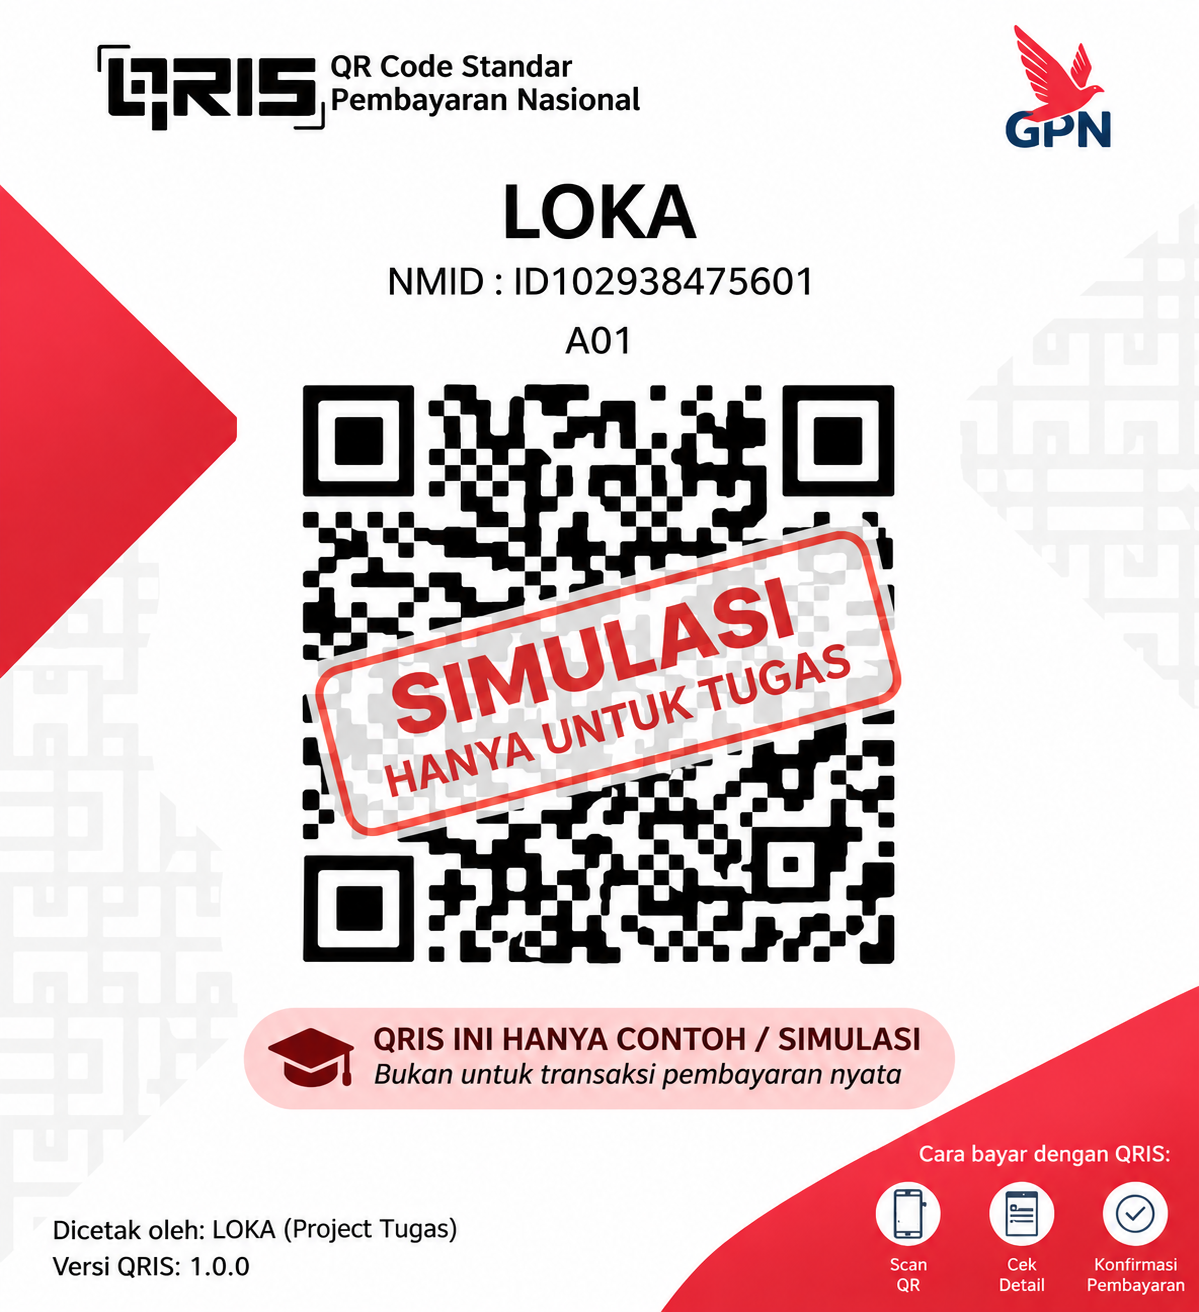 QRIS
QR Code Standar
Pembayaran Nasional
GPN
LOKA
NMID : ID102938475601
A01
SIMULASI
HANYA UNTUK TUGAS
QRIS INI HANYA CONTOH / SIMULASI
Bukan untuk transaksi pembayaran nyata
Cara bayar dengan QRIS:
Scan
QR
Cek
Detail
Konfirmasi
Pembayaran
Dicetak oleh: LOKA (Project Tugas)
Versi QRIS: 1.0.0